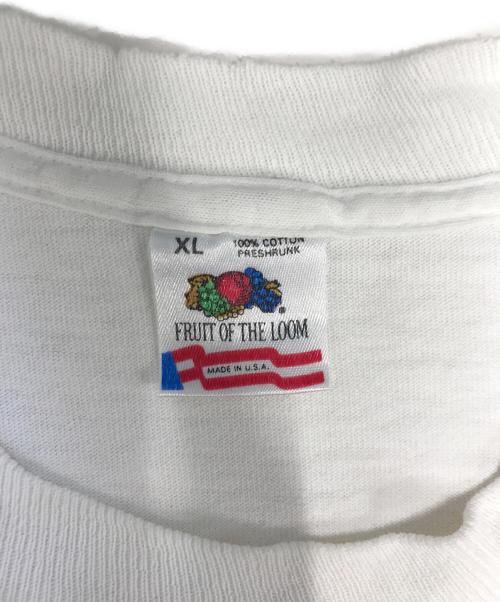 XL
100% COTTON
PRESHRUNK
®
FRUIT OF THE LOOM
MADE IN U.S.A.